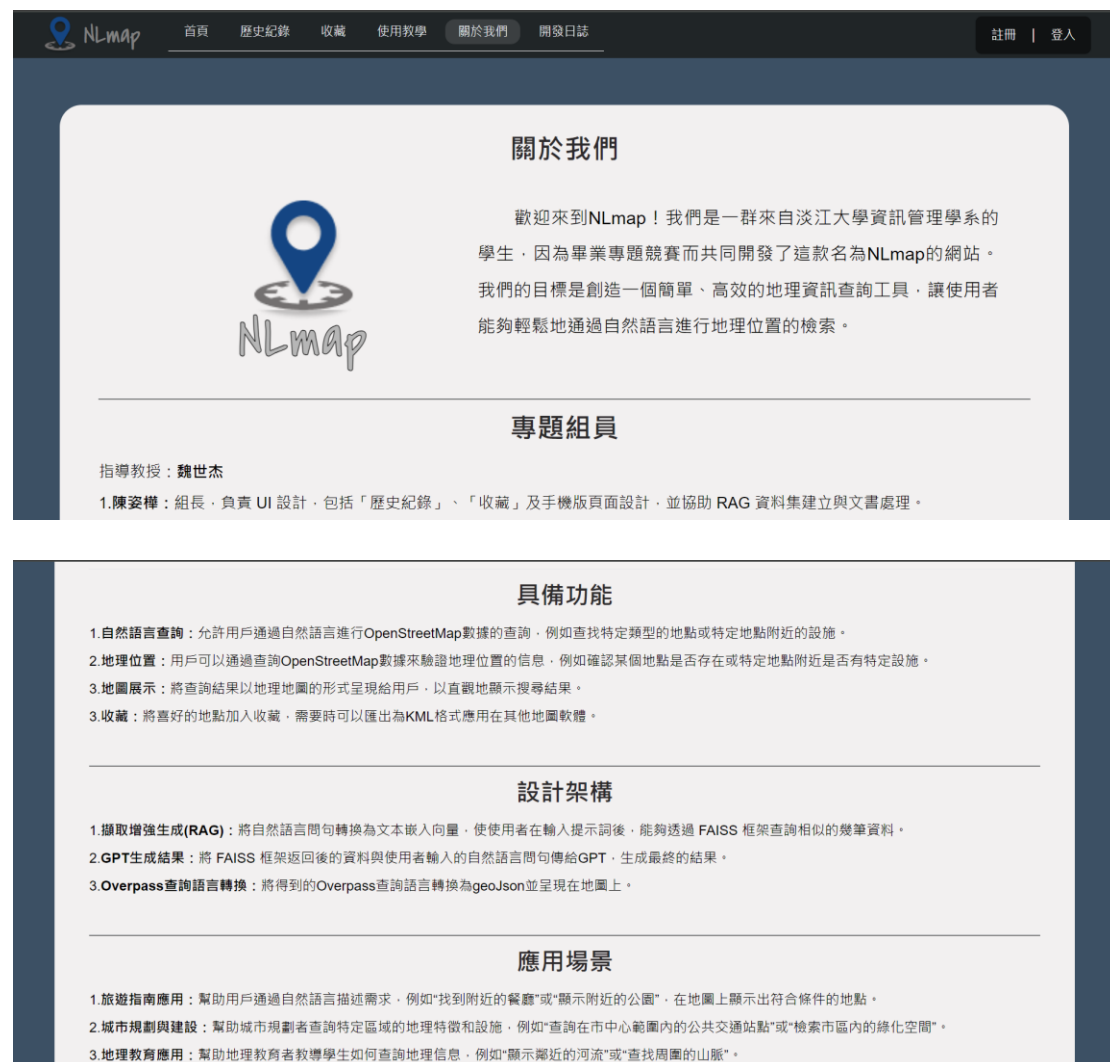 NLmap 首頁 歷史紀錄 收藏 使用教學 關於我們 開發日誌 註冊 | 登入
關於我們
歡迎來到NLmap！我們是一群來自淡江大學資訊管理學系的
學生，因為畢業專題競賽而共同開發了這款名為NLmap的網站。
我們的目標是創造一個簡單、高效的地理資訊查詢工具，讓使用者
能夠輕鬆地通過自然語言進行地理位置的檢索。
NLmap
專題組員
指導教授：魏世杰
1.陳姿樺：組長，負責 UI 設計，包括「歷史紀錄」、「收藏」及手機版頁面設計，並協助 RAG 資料集建立與文書處理。
具備功能
1.自然語言查詢：允許用戶通過自然語言進行OpenStreetMap數據的查詢，例如查找特定類型的地點或特定地點附近的設施。
2.地理位置：用戶可以通過查詢OpenStreetMap數據來驗證地理位置的信息，例如確認某個地點是否存在或特定地點附近是否有特定設施。
3.地圖展示：將查詢結果以地理地圖的形式呈現給用戶，以直觀地顯示搜尋結果。
3.收藏：將喜好的地點加入收藏，需要時可以匯出為KML格式應用在其他地圖軟體。
設計架構
1.擷取增強生成(RAG)：將自然語言問句轉換為文本嵌入向量，使使用者在輸入提示詞後，能夠透過 FAISS 框架查詢相似的幾筆資料。
2.GPT生成結果：將 FAISS 框架返回後的資料與使用者輸入的自然語言問句傳給GPT，生成最終的結果。
3.Overpass查詢語言轉換：將得到的Overpass查詢語言轉換為geoJson並呈現在地圖上。
應用場景
1.旅遊指南應用：幫助用戶通過自然語言描述需求，例如“找到附近的餐廳”或“顯示附近的公園”，在地圖上顯示出符合條件的地點。
2.城市規劃與建設：幫助城市規劃者查詢特定區域的地理特徵和設施，例如“查詢在市中心範圍內的公共交通站點”或“檢索市區內的綠化空間”。
3.地理教育應用：幫助地理教育者教導學生如何查詢地理信息，例如“顯示鄰近的河流”或“查找周圍的山脈”。